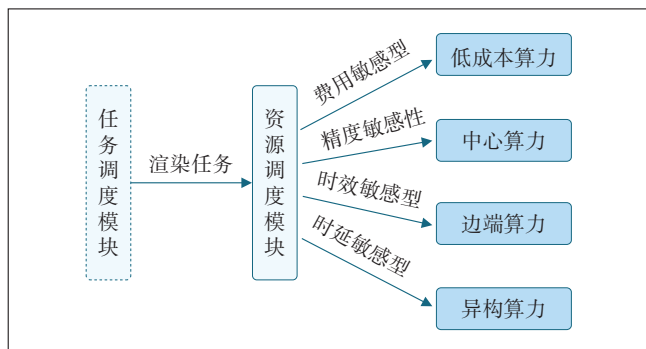 任务调度模块
渲染任务
资源调度模块
费用敏感型
低成本算力
精度敏感性
中心算力
时效敏感型
边端算力
时延敏感型
异构算力